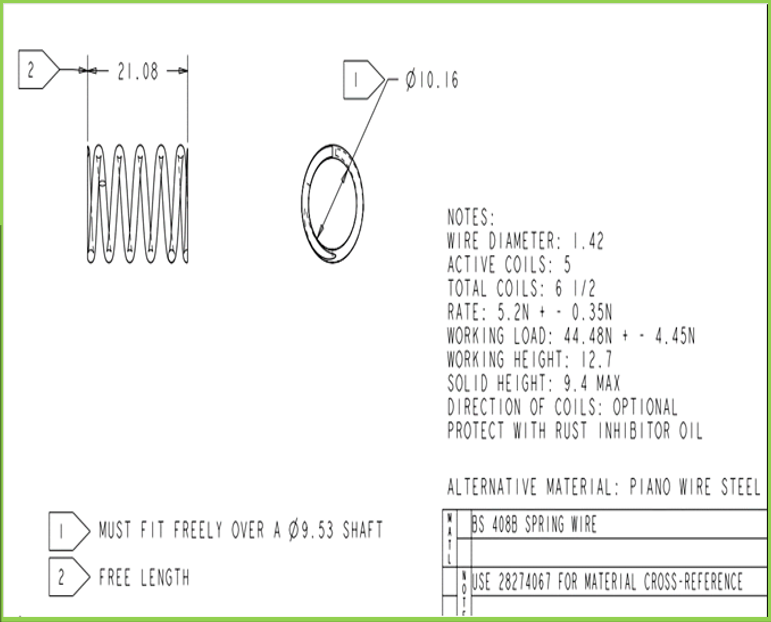 2
21.08
1
Ø10.16
NOTES:
WIRE DIAMETER: 1.42
ACTIVE COILS: 5
TOTAL COILS: 6 1/2
RATE: 5.2N + - 0.35N
WORKING LOAD: 44.48N + - 4.45N
WORKING HEIGHT: 12.7
SOLID HEIGHT: 9.4 MAX
DIRECTION OF COILS: OPTIONAL
PROTECT WITH RUST INHIBITOR OIL
ALTERNATIVE MATERIAL: PIANO WIRE STEEL
1 MUST FIT FREELY OVER A Ø9.53 SHAFT
2 FREE LENGTH
MATL
BS 408B SPRING WIRE
USE 28274067 FOR MATERIAL CROSS-REFERENCE